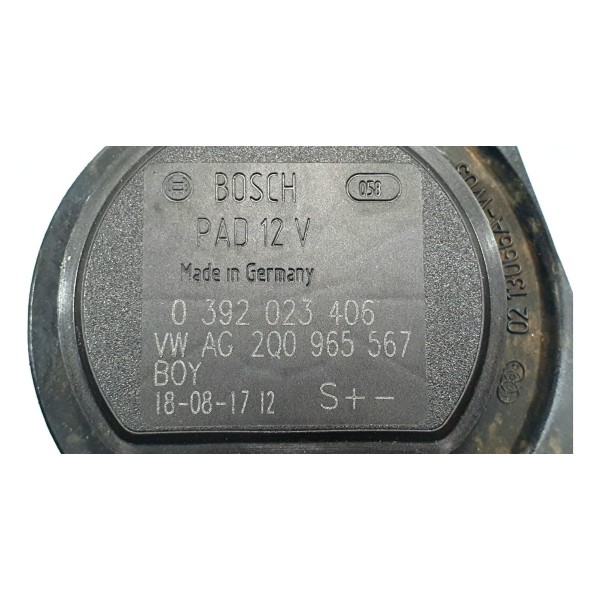 BOSCH 058
PAD 12 V
Made in Germany
0 392 023 406
VW AG 2Q0 965 567
BOY
18-08-17 12 S+-